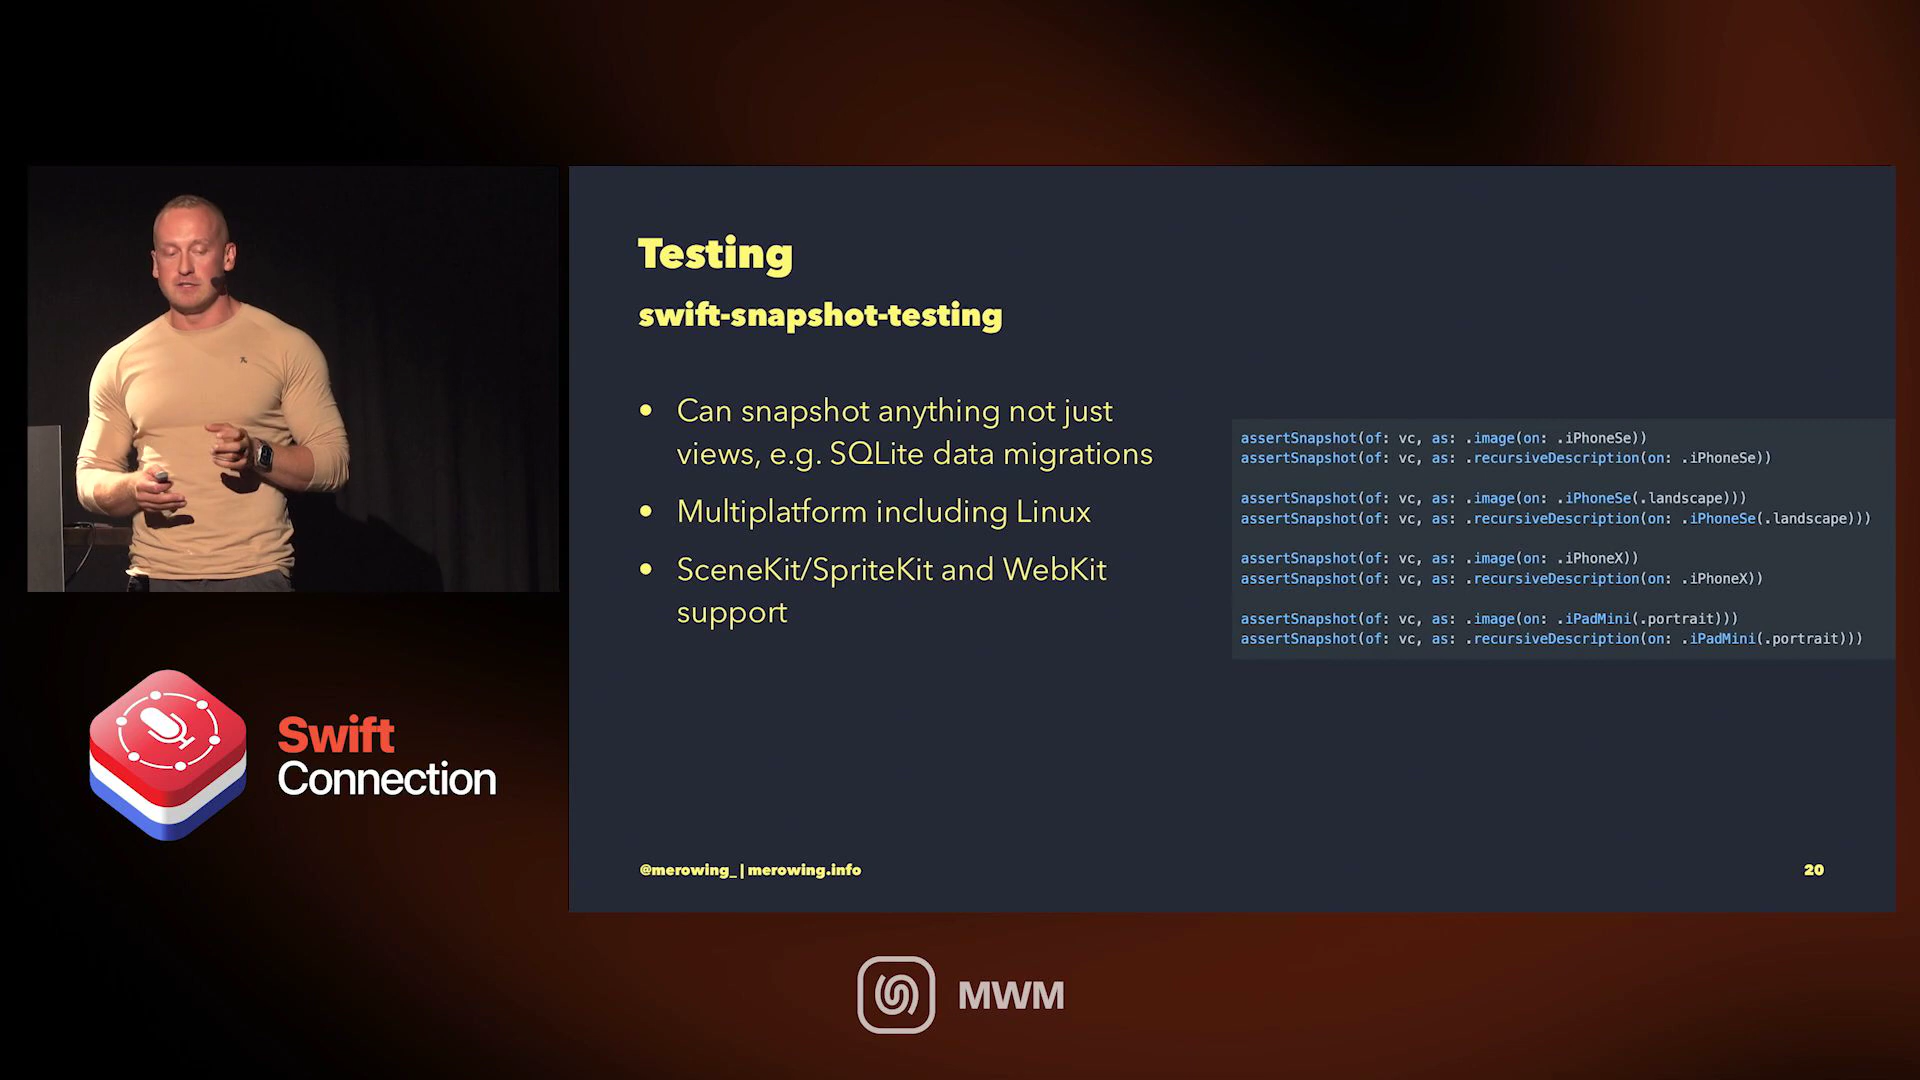 Testing
swift-snapshot-testing
• Can snapshot anything not just
views, e.g. SQLite data migrations
• Multiplatform including Linux
• SceneKit/SpriteKit and WebKit
support
assertSnapshot(of: vc, as: .image(on: .iPhoneSe))
assertSnapshot(of: vc, as: .recursiveDescription(on: .iPhoneSe))
assertSnapshot(of: vc, as: .image(on: .iPhoneSe(.landscape)))
assertSnapshot(of: vc, as: .recursiveDescription(on: .iPhoneSe(.landscape)))
assertSnapshot(of: vc, as: .image(on: .iPhoneX))
assertSnapshot(of: vc, as: .recursiveDescription(on: .iPhoneX))
assertSnapshot(of: vc, as: .image(on: .iPadMini(.portrait)))
assertSnapshot(of: vc, as: .recursiveDescription(on: .iPadMini(.portrait)))
@merowing_ | merowing.info
20
Swift
Connection
MWM